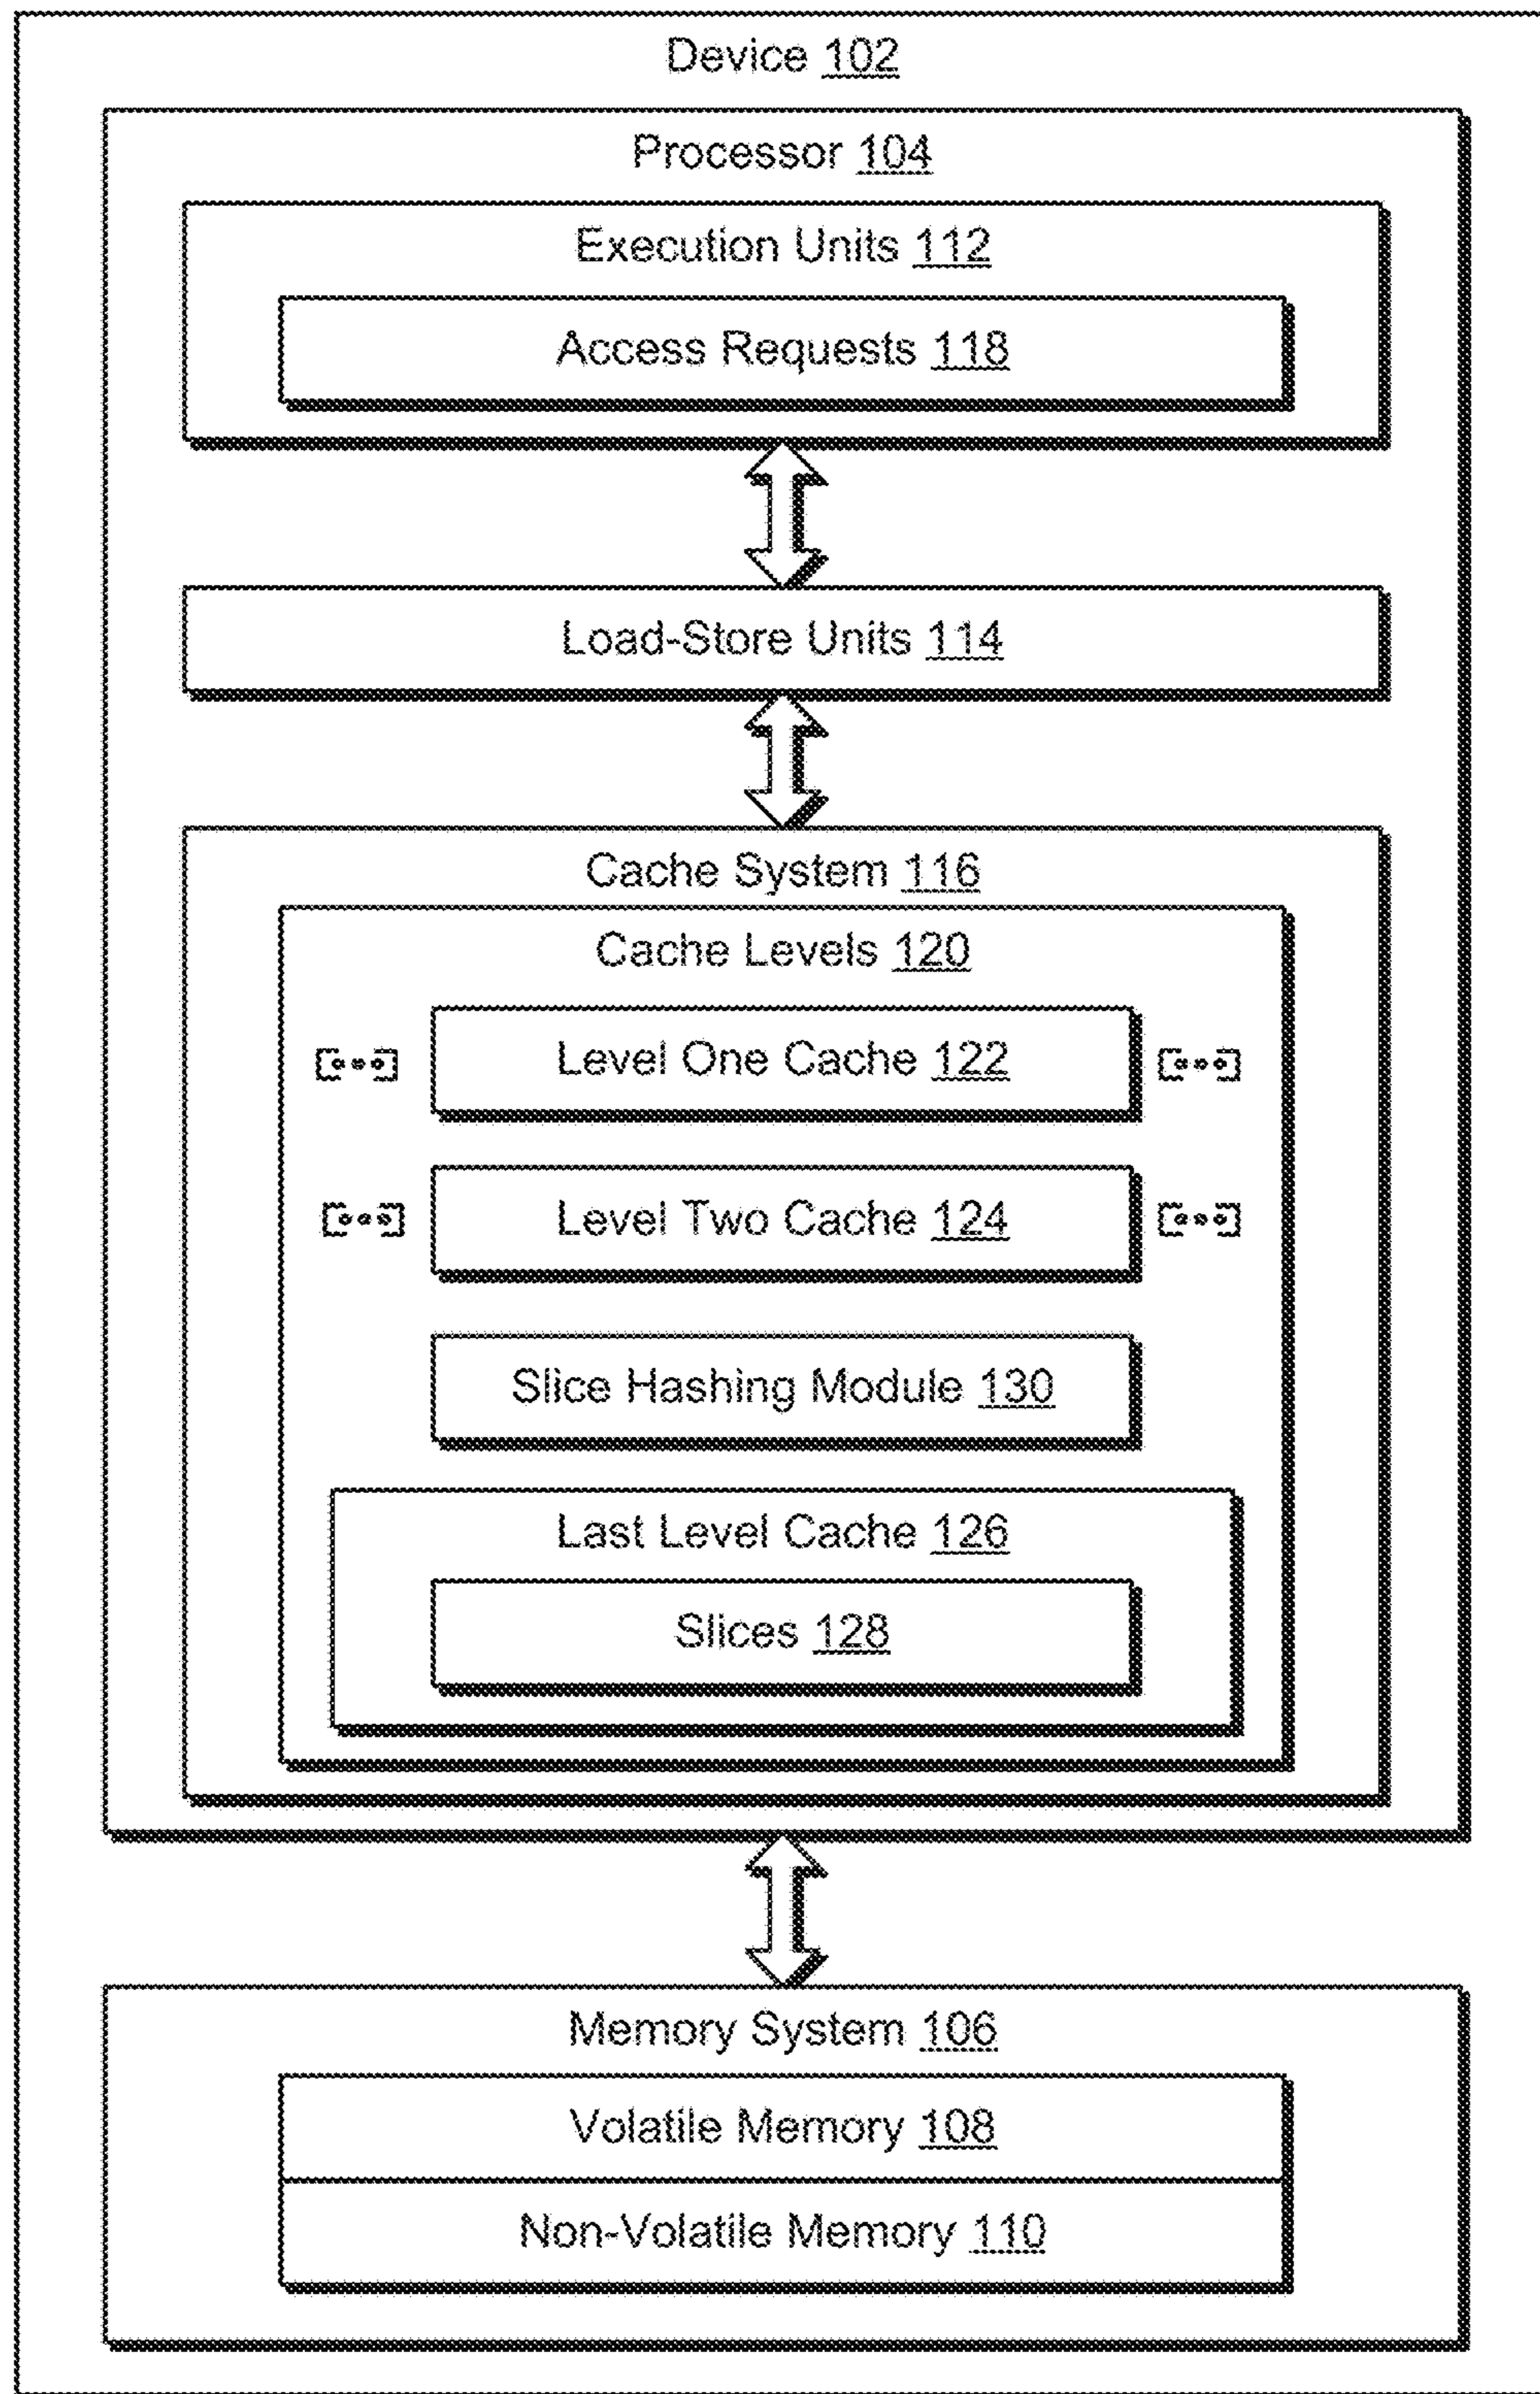 Device 102
Processor 104
Execution Units 112
Access Requests 118
Load-Store Units 114
Cache System 116
Cache Levels 120
Level One Cache 122
Level Two Cache 124
Slice Hashing Module 130
Last Level Cache 126
Slices 128
Memory System 106
Volatile Memory 108
Non-Volatile Memory 110